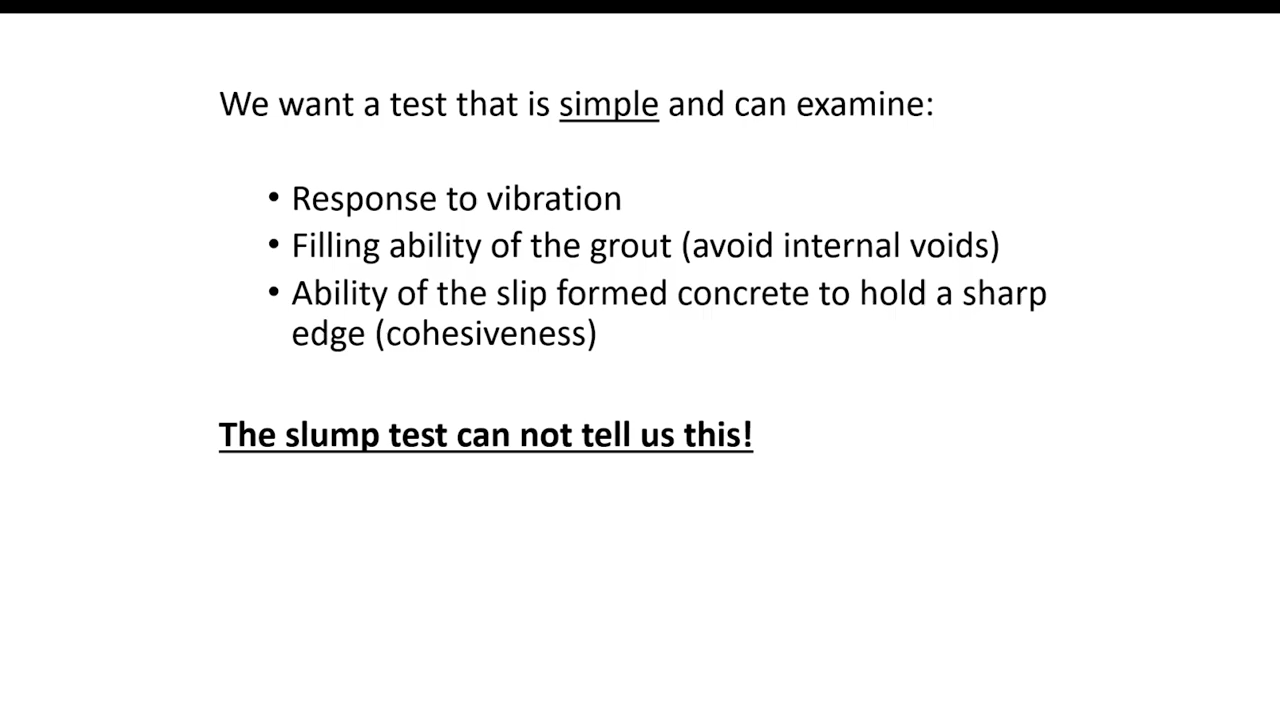 We want a test that is simple and can examine:
• Response to vibration
• Filling ability of the grout (avoid internal voids)
• Ability of the slip formed concrete to hold a sharp
edge (cohesiveness)
The slump test can not tell us this!